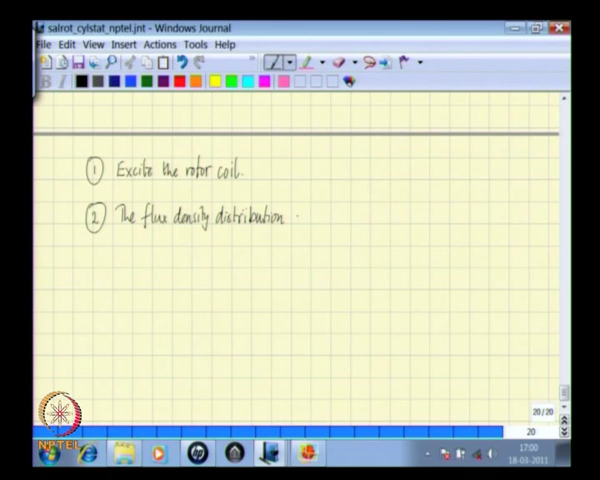 salrot_cylstat_nptel.jnt - Windows Journal
File Edit View Insert Actions Tools Help
B I
1 Excite the rotor coil.
2 The flux density distribution
20/20
20
NPTEL
hp
17:00
18-03-2011